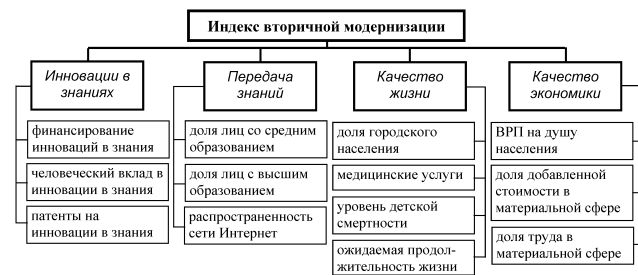 Индекс вторичной модернизации
Инновации в
знаниях
финансирование
инноваций в знания
человеческий вклад в
инновации в знания
патенты на
инновации в знания
Передача
знаний
доля лиц со средним
образованием
доля лиц с высшим
образованием
распространенность
сети Интернет
Качество
жизни
доля городского
населения
медицинские услуги
уровень детской
смертности
ожидаемая продол-
жительность жизни
Качество
экономики
ВРП на душу
населения
доля добавленной
стоимости в
материальной сфере
доля труда в
материальной сфере